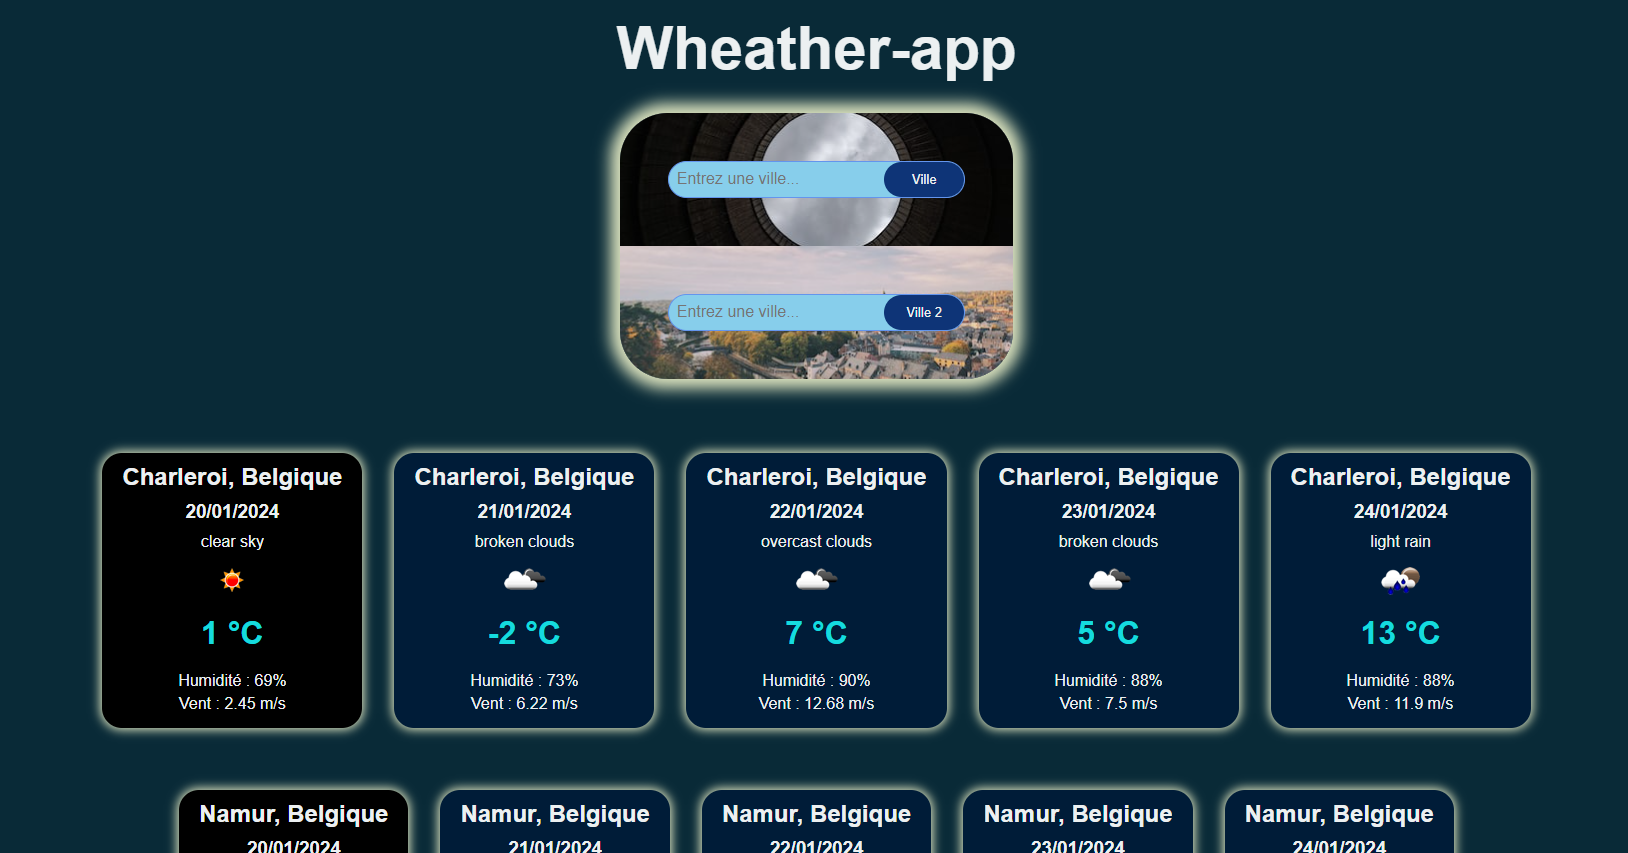 Wheather-app
Entrez une ville...
Ville
Entrez une ville...
Ville 2
Charleroi, Belgique
20/01/2024
clear sky
1 °C
Humidité : 69%
Vent : 2.45 m/s
Charleroi, Belgique
21/01/2024
broken clouds
-2 °C
Humidité : 73%
Vent : 6.22 m/s
Charleroi, Belgique
22/01/2024
overcast clouds
7 °C
Humidité : 90%
Vent : 12.68 m/s
Charleroi, Belgique
23/01/2024
broken clouds
5 °C
Humidité : 88%
Vent : 7.5 m/s
Charleroi, Belgique
24/01/2024
light rain
13 °C
Humidité : 88%
Vent : 11.9 m/s
Namur, Belgique
20/01/2024
Namur, Belgique
21/01/2024
Namur, Belgique
22/01/2024
Namur, Belgique
23/01/2024
Namur, Belgique
24/01/2024